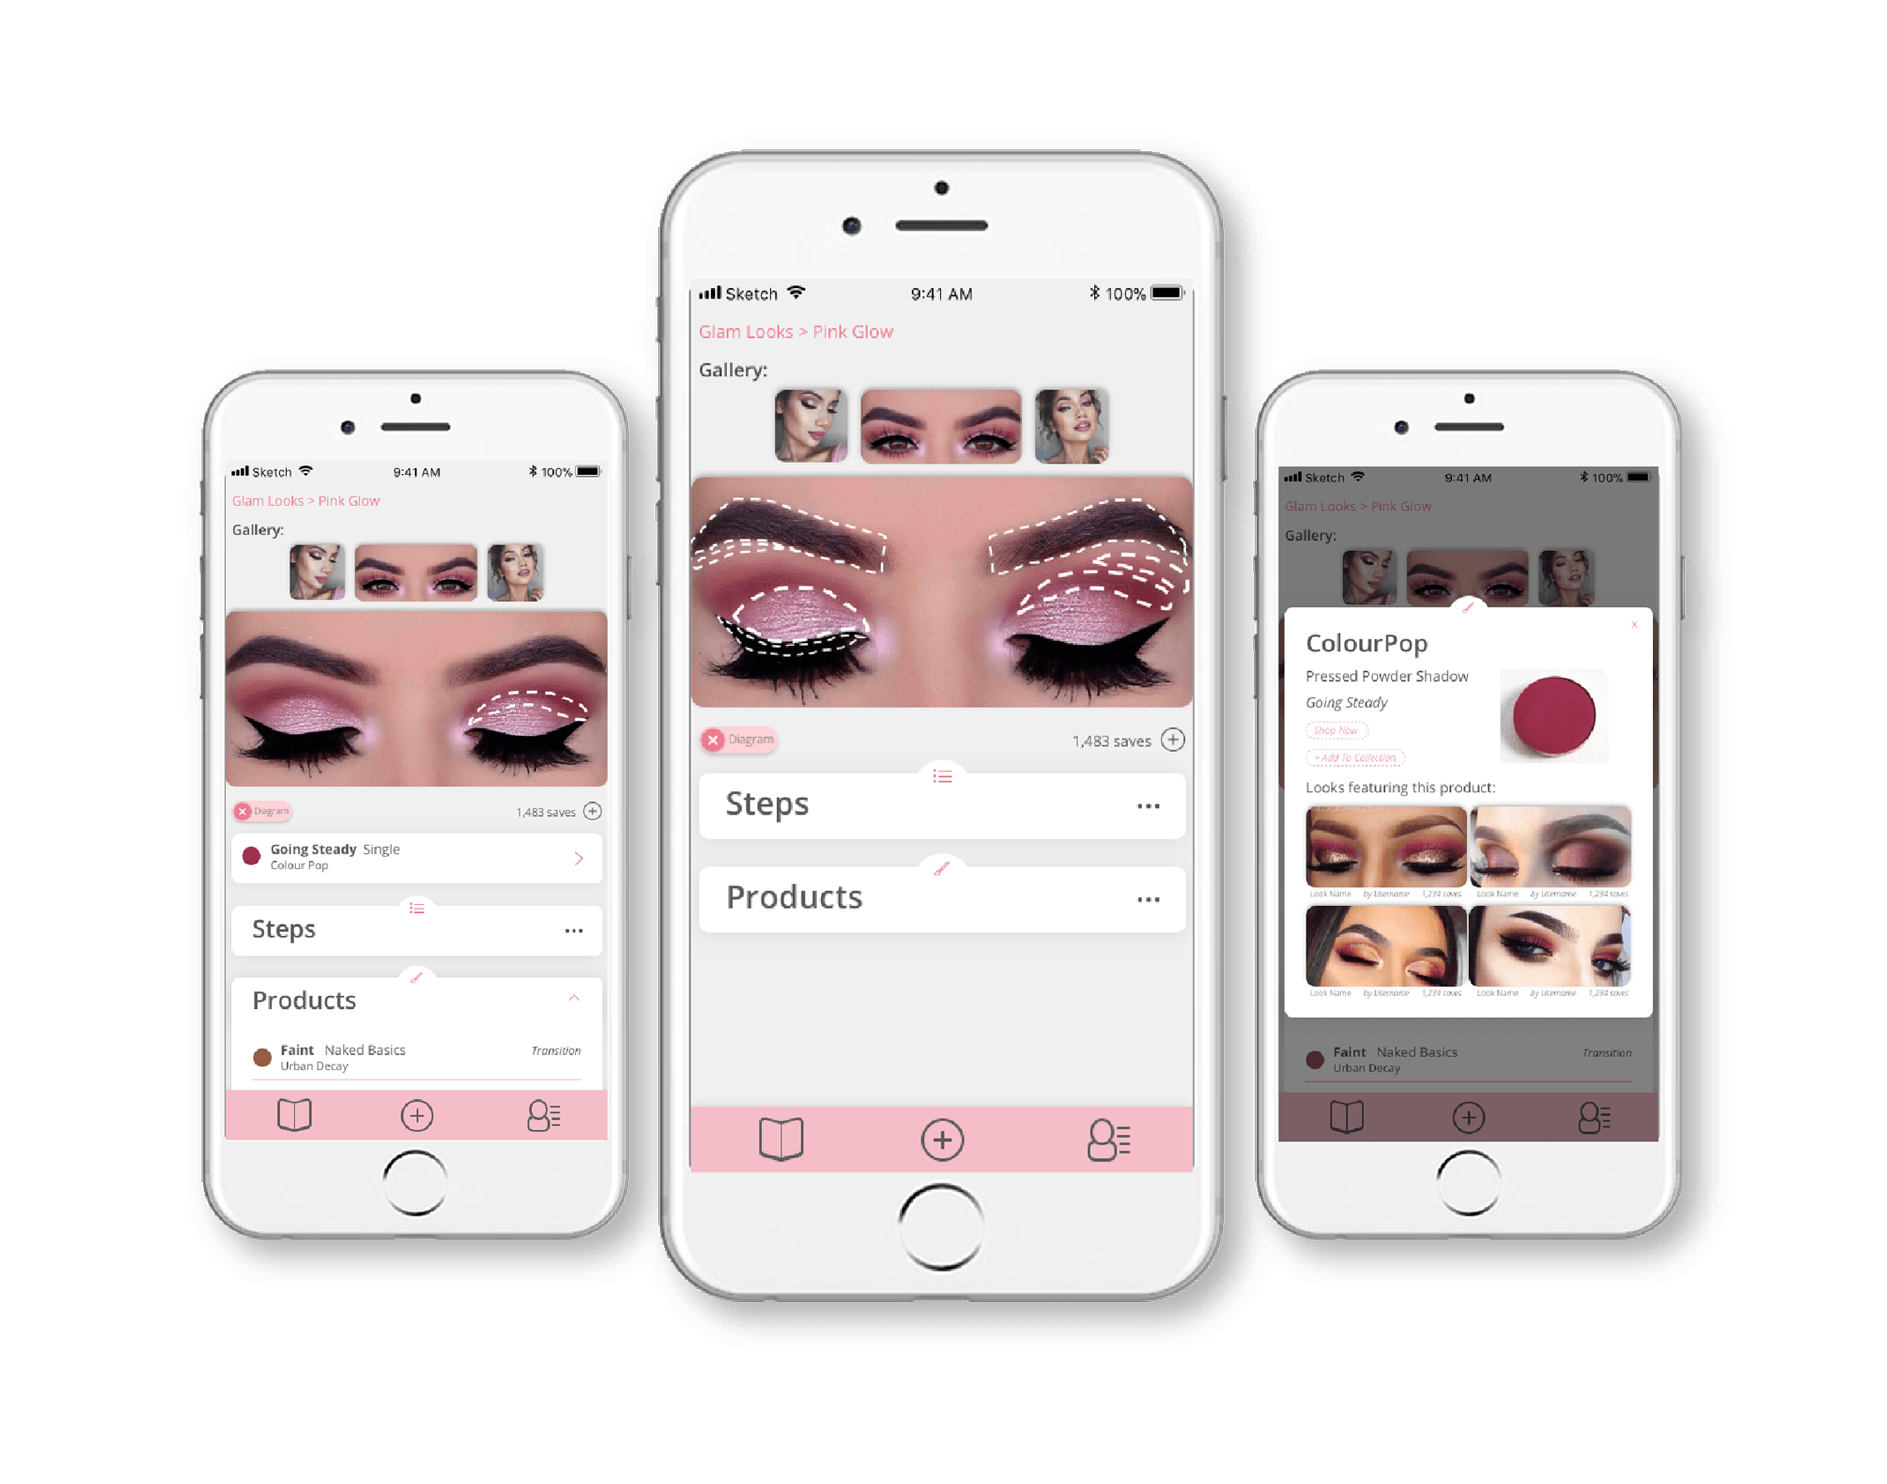 Sketch 9:41 AM 100%
Glam Looks > Pink Glow
Gallery:
Diagram 1,483 saves
Going Steady Single
Colour Pop
Steps
Products
Faint Naked Basics Transition
Urban Decay
Sketch 9:41 AM 100%
Glam Looks > Pink Glow
Gallery:
Diagram 1,483 saves
Steps
Products
Sketch 9:41 AM 100%
Glam Looks > Pink Glow
Gallery:
x
ColourPop
Pressed Powder Shadow
Going Steady
Shop Now
+ Add To Collection
Looks featuring this product:
Look Name by Username 1,234 saves Look Name by Username 1,234 saves
Look Name by Username 1,234 saves Look Name by Username 1,234 saves
Faint Naked Basics Transition
Urban Decay